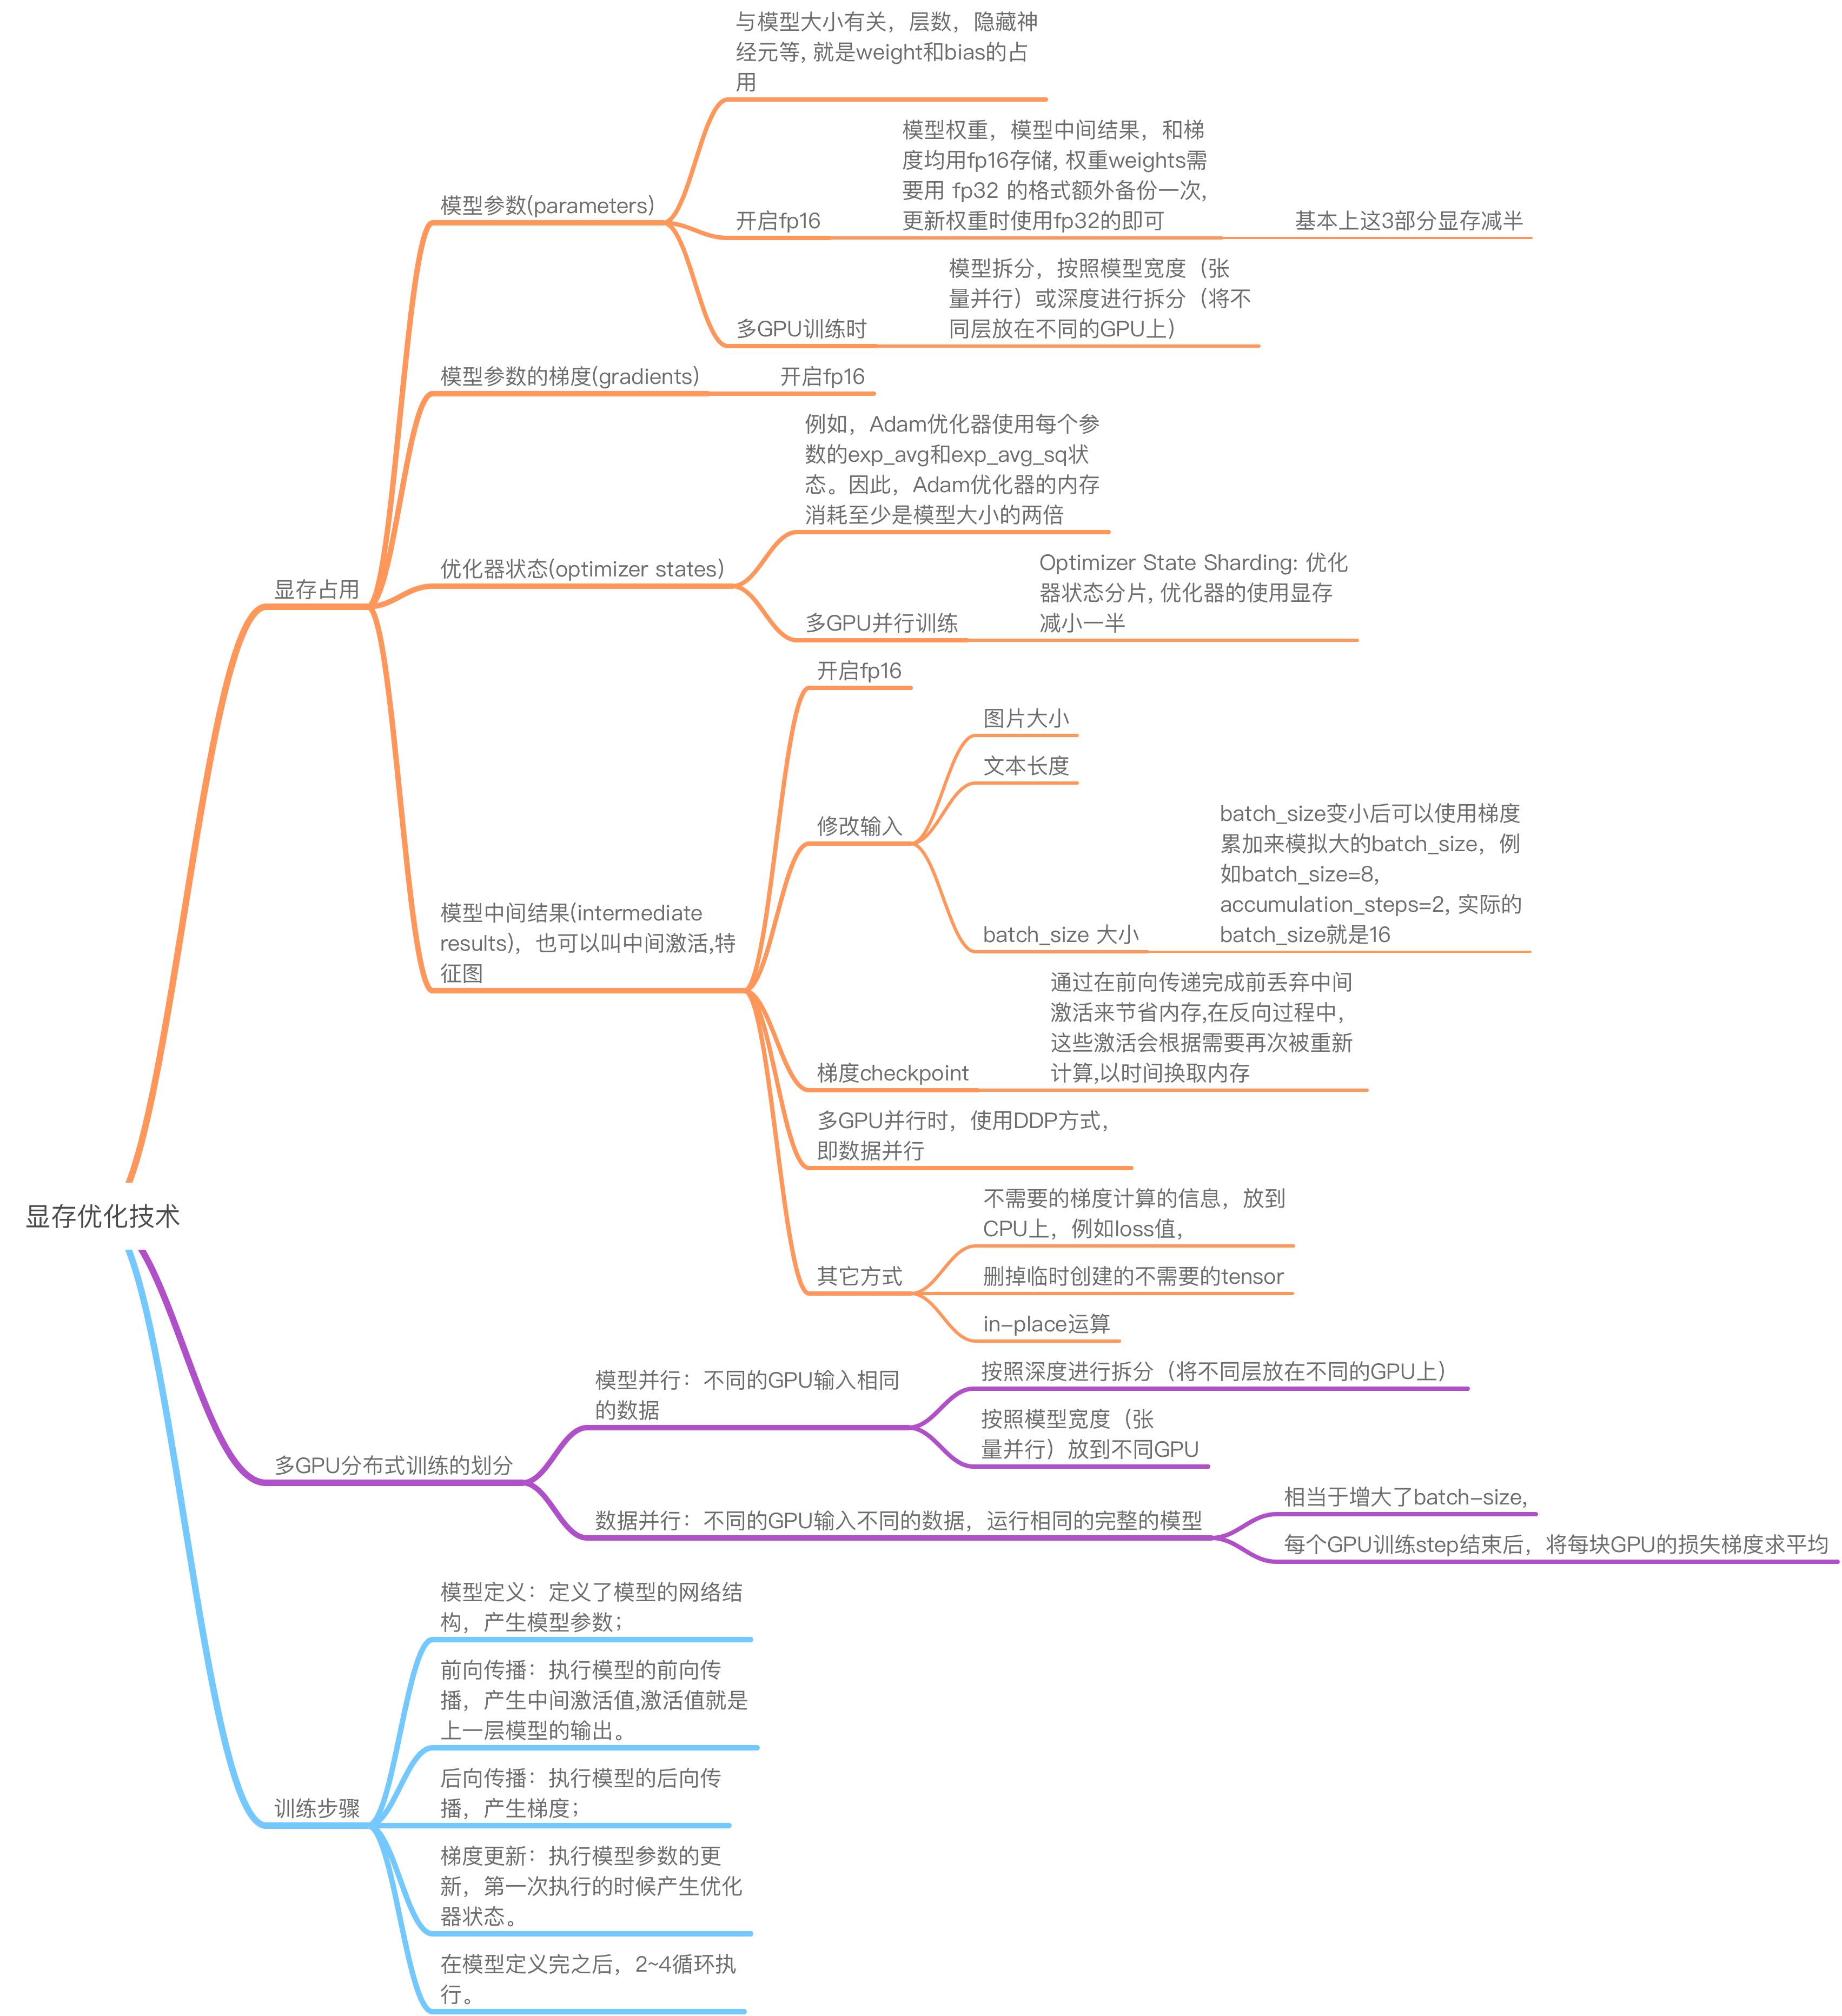 显存优化技术
显存占用
模型参数(parameters)
与模型大小有关，层数，隐藏神
经元等, 就是weight和bias的占
用
开启fp16
模型权重，模型中间结果，和梯
度均用fp16存储, 权重weights需
要用 fp32 的格式额外备份一次,
更新权重时使用fp32的即可
基本上这3部分显存减半
多GPU训练时
模型拆分，按照模型宽度（张
量并行）或深度进行拆分（将不
同层放在不同的GPU上）
模型参数的梯度(gradients)
开启fp16
优化器状态(optimizer states)
例如，Adam优化器使用每个参
数的exp_avg和exp_avg_sq状
态。因此，Adam优化器的内存
消耗至少是模型大小的两倍
多GPU并行训练
Optimizer State Sharding: 优化
器状态分片, 优化器的使用显存
减小一半
模型中间结果(intermediate
results)，也可以叫中间激活,特
征图
开启fp16
修改输入
图片大小
文本长度
batch_size 大小
batch_size变小后可以使用梯度
累加来模拟大的batch_size，例
如batch_size=8,
accumulation_steps=2, 实际的
batch_size就是16
梯度checkpoint
通过在前向传递完成前丢弃中间
激活来节省内存,在反向过程中，
这些激活会根据需要再次被重新
计算,以时间换取内存
多GPU并行时，使用DDP方式，
即数据并行
其它方式
不需要的梯度计算的信息，放到
CPU上，例如loss值，
删掉临时创建的不需要的tensor
in-place运算
多GPU分布式训练的划分
模型并行：不同的GPU输入相同
的数据
按照深度进行拆分（将不同层放在不同的GPU上）
按照模型宽度（张
量并行）放到不同GPU
数据并行：不同的GPU输入不同的数据，运行相同的完整的模型
相当于增大了batch-size,
每个GPU训练step结束后，将每块GPU的损失梯度求平均
训练步骤
模型定义：定义了模型的网络结
构，产生模型参数；
前向传播：执行模型的前向传
播，产生中间激活值,激活值就是
上一层模型的输出。
后向传播：执行模型的后向传
播，产生梯度；
梯度更新：执行模型参数的更
新，第一次执行的时候产生优化
器状态。
在模型定义完之后，2~4循环执
行。